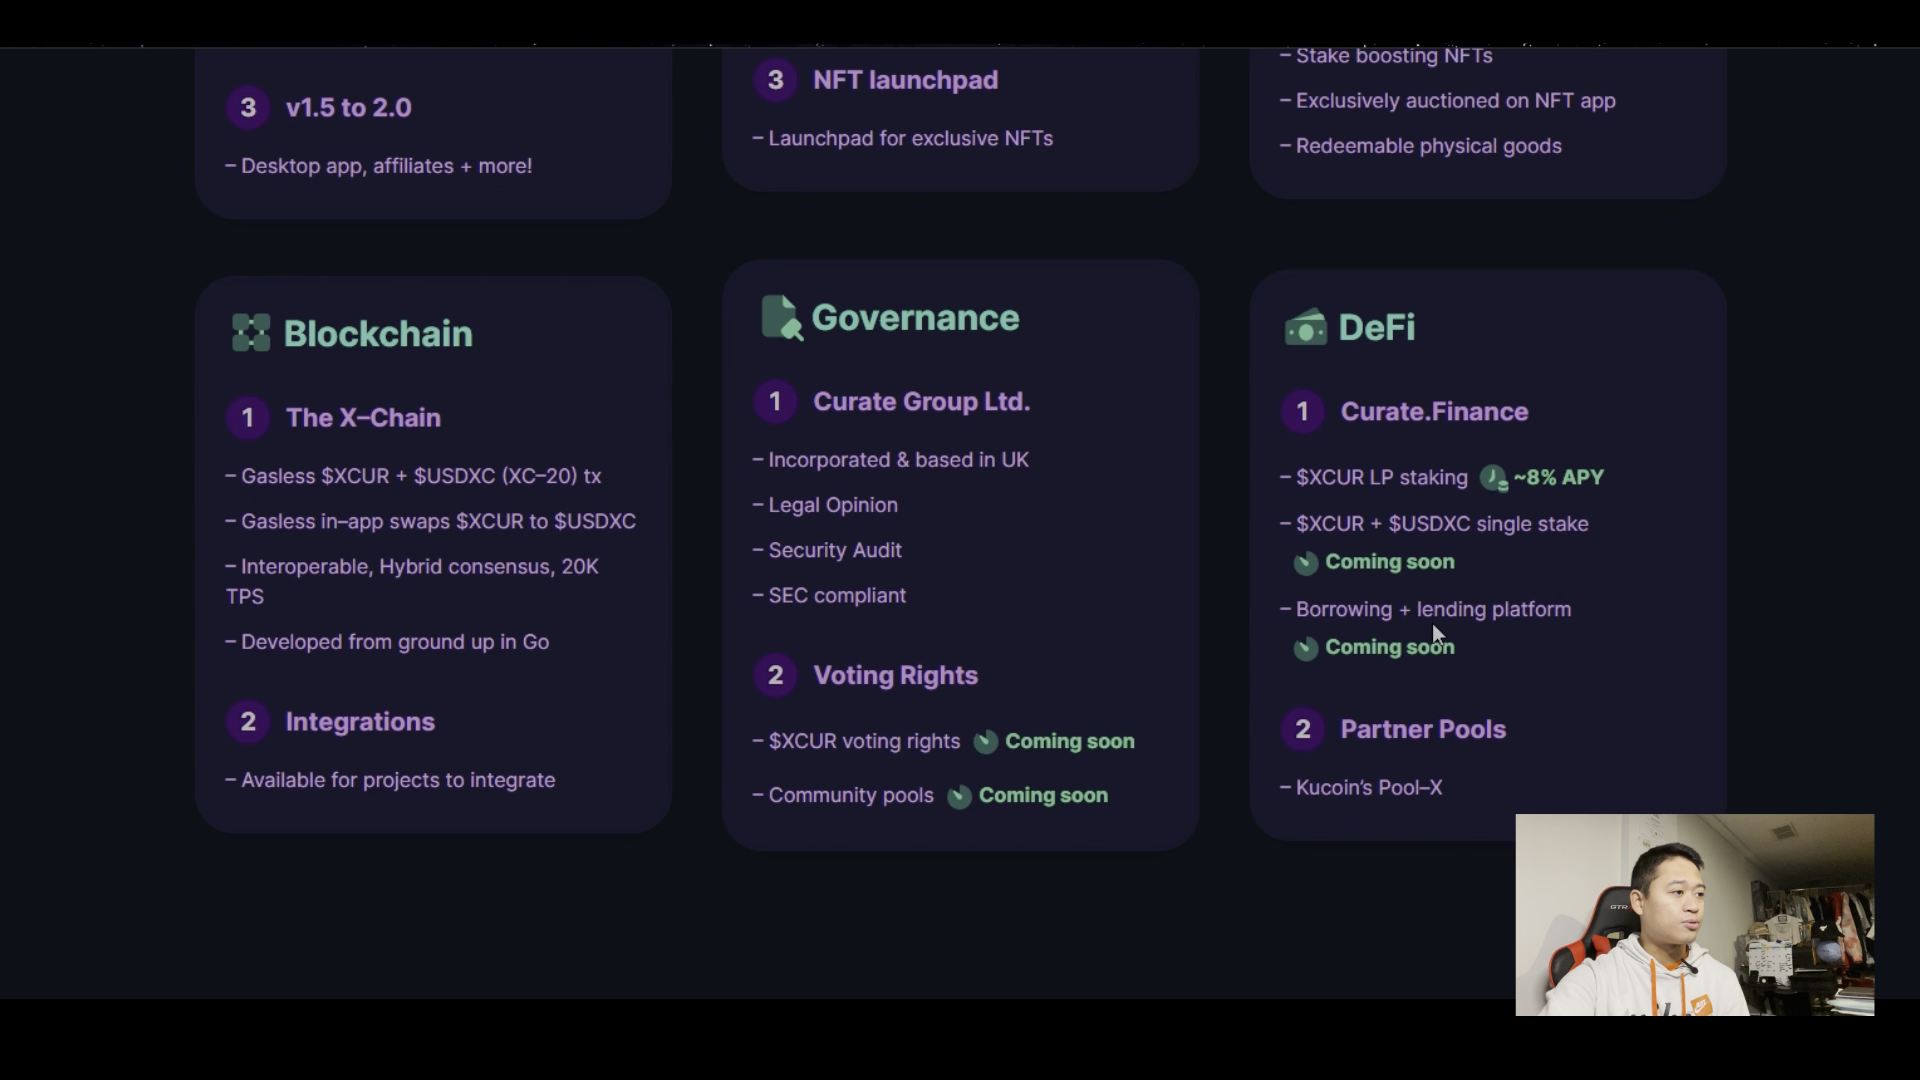 3 v1.5 to 2.0
– Desktop app, affiliates + more!
3 NFT launchpad
– Launchpad for exclusive NFTs
– Stake boosting NFTs
– Exclusively auctioned on NFT app
– Redeemable physical goods
Blockchain
1 The X–Chain
– Gasless $XCUR + $USDXC (XC–20) tx
– Gasless in–app swaps $XCUR to $USDXC
– Interoperable, Hybrid consensus, 20K
TPS
– Developed from ground up in Go
2 Integrations
– Available for projects to integrate
Governance
1 Curate Group Ltd.
– Incorporated & based in UK
– Legal Opinion
– Security Audit
– SEC compliant
2 Voting Rights
– $XCUR voting rights Coming soon
– Community pools Coming soon
DeFi
1 Curate.Finance
– $XCUR LP staking ~8% APY
– $XCUR + $USDXC single stake
Coming soon
– Borrowing + lending platform
Coming soon
2 Partner Pools
– Kucoin’s Pool–X
GTR